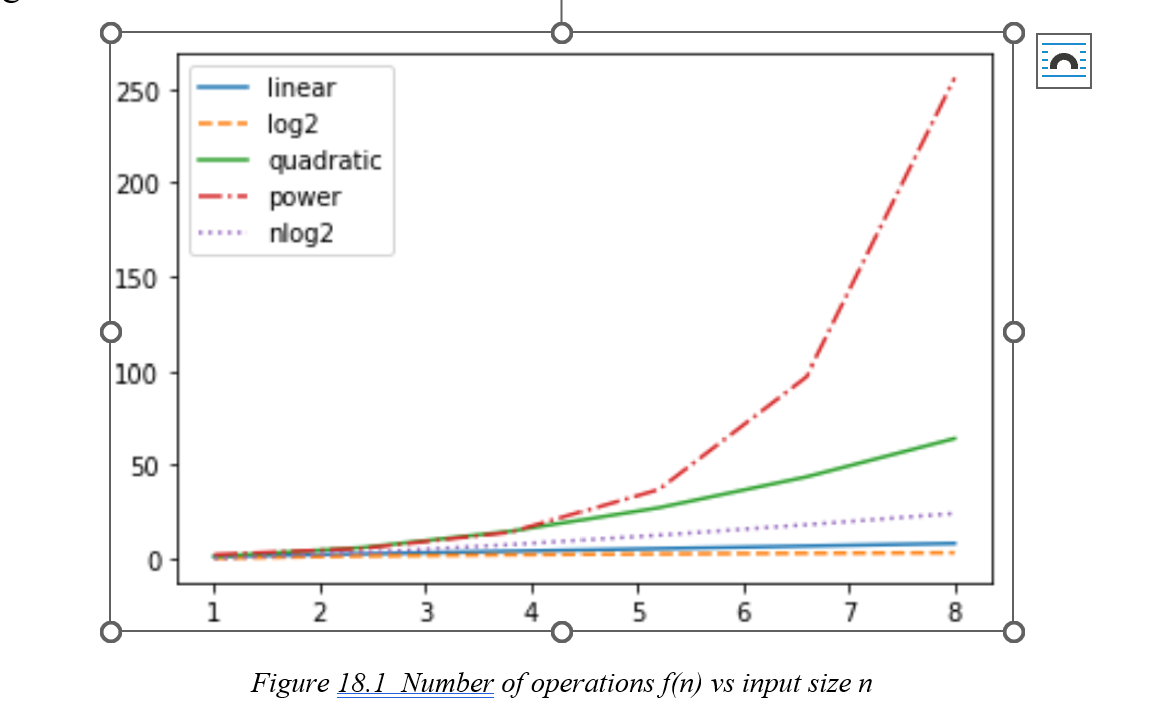 g
linear
log2
quadratic
power
nlog2
250
200
150
100
50
0
1 2 3 4 5 6 7 8
Figure 18.1 Number of operations f(n) vs input size n